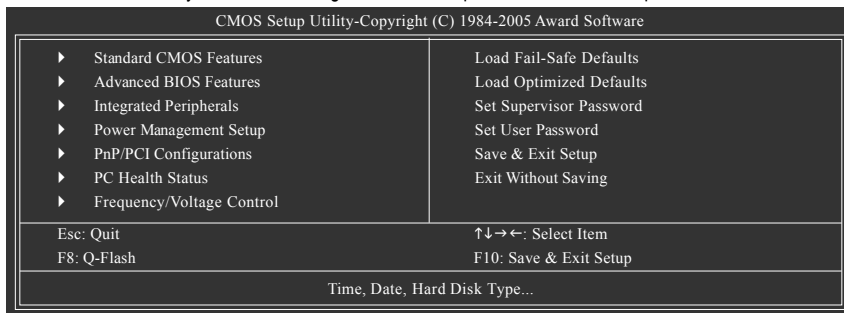 CMOS Setup Utility-Copyright (C) 1984-2005 Award Software
Standard CMOS Features
Advanced BIOS Features
Integrated Peripherals
Power Management Setup
PnP/PCI Configurations
PC Health Status
Frequency/Voltage Control
Load Fail-Safe Defaults
Load Optimized Defaults
Set Supervisor Password
Set User Password
Save & Exit Setup
Exit Without Saving
Esc: Quit
↑↓→←: Select Item
F8: Q-Flash
F10: Save & Exit Setup
Time, Date, Hard Disk Type...